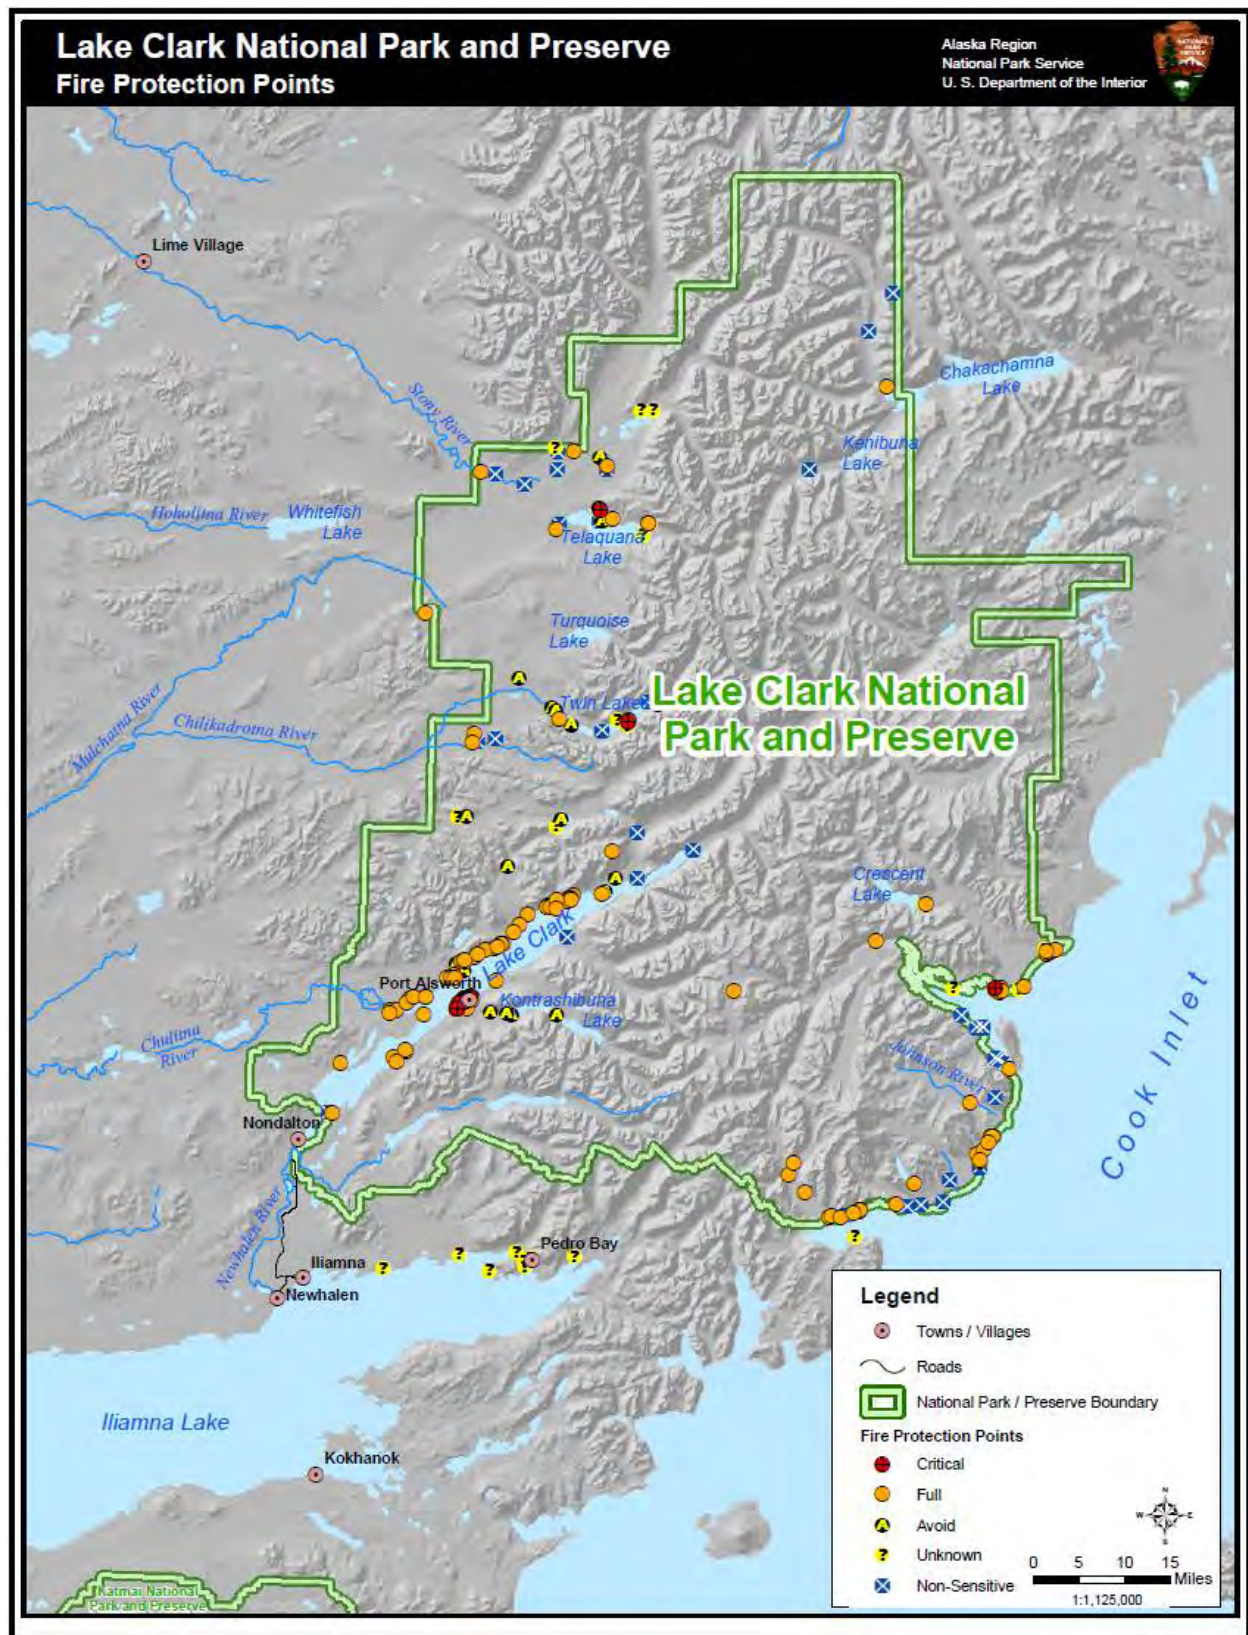 Lake Clark National Park and Preserve
Fire Protection Points
Alaska Region
National Park Service
U. S. Department of the Interior
NATIONAL
PARK
SERVICE
Lime Village
Stony River
Chakachamna
Lake
Kenibuna
Lake
Hoholitna River
Whitefish
Lake
Telaquana
Lake
Turquoise
Lake
Mulchatna River
Chilikadrotna River
Twin Lakes
Lake Clark National
Park and Preserve
Crescent
Lake
Lake Clark
Port Alsworth
Kontrashibuna
Lake
Chulitna
River
Johnson River
Cook Inlet
Nondalton
Newhalen River
Pedro Bay
Iliamna
Newhalen
Iliamna Lake
Kokhanok
Katmai National
Park and Preserve
Legend
Towns / Villages
Roads
National Park / Preserve Boundary
Fire Protection Points
Critical
Full
Avoid
Unknown
Non-Sensitive
N
W
E
S
0 5 10 15
Miles
1:1,125,000